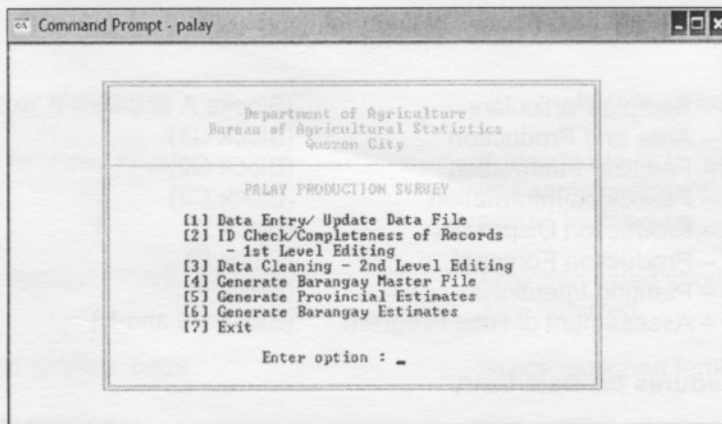 Command Prompt - palay
Department of Agriculture
Bureau of Agricultural Statistics
Quezon City
PALAY PRODUCTION SURVEY
[1] Data Entry/ Update Data File
[2] ID Check/Completeness of Records
- 1st Level Editing
[3] Data Cleaning - 2nd Level Editing
[4] Generate Barangay Master File
[5] Generate Provincial Estimates
[6] Generate Barangay Estimates
[7] Exit
Enter option : _